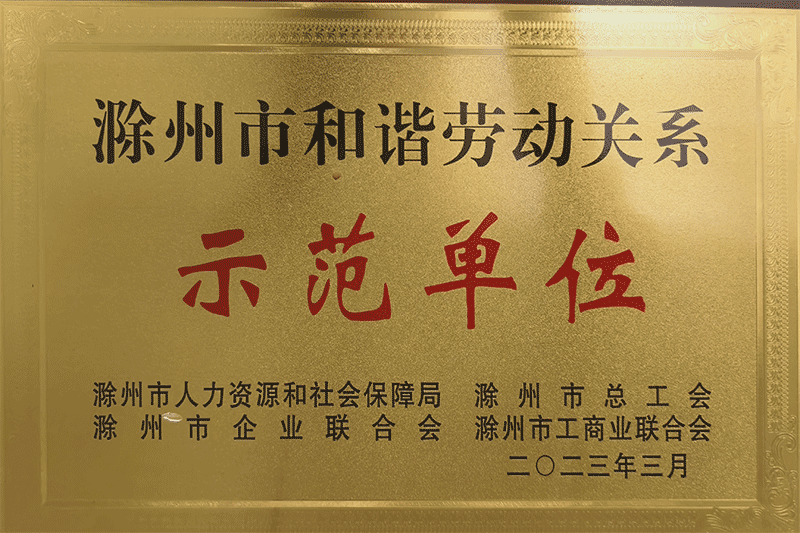 滁州市和谐劳动关系
示范单位
滁州市人力资源和社会保障局 滁州市总工会
滁州市企业联合会 滁州市工商业联合会
二〇二三年三月